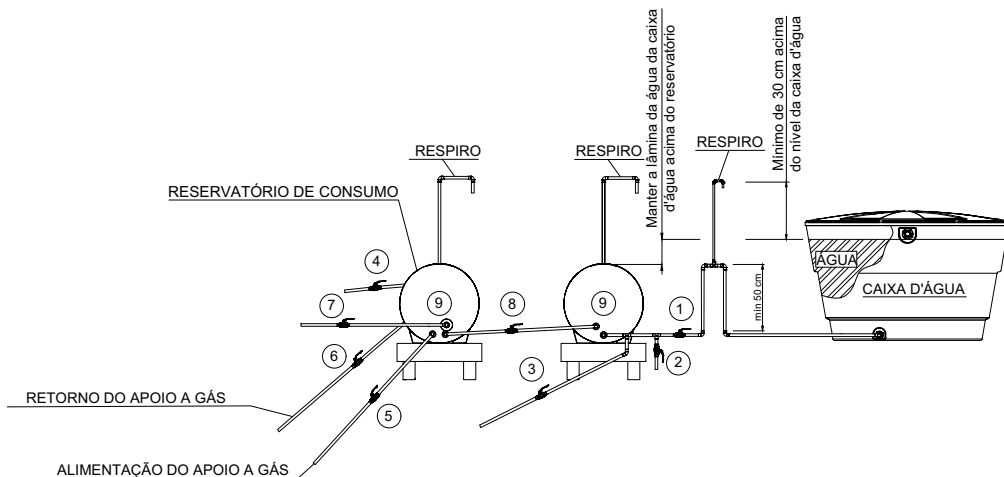 Manter a lâmina da água da caixa
d'água acima do reservatório
Mínimo de 30 cm acima
do nível da caixa d'água
RESPIRO
RESPIRO
RESPIRO
RESERVATÓRIO DE CONSUMO
4
7
9
8
9
1
min 50 cm
ÁGUA
CAIXA D'ÁGUA
6
3
2
RETORNO DO APOIO A GÁS
5
ALIMENTAÇÃO DO APOIO A GÁS